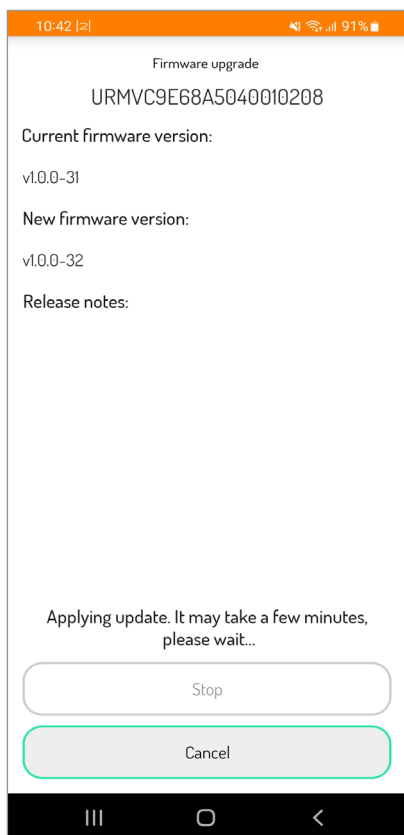 10:42 |2| 91%
Firmware upgrade
URMVC9E68A5040010208
Current firmware version:
v1.0.0-31
New firmware version:
v1.0.0-32
Release notes:
Applying update. It may take a few minutes,
please wait...
Stop
Cancel